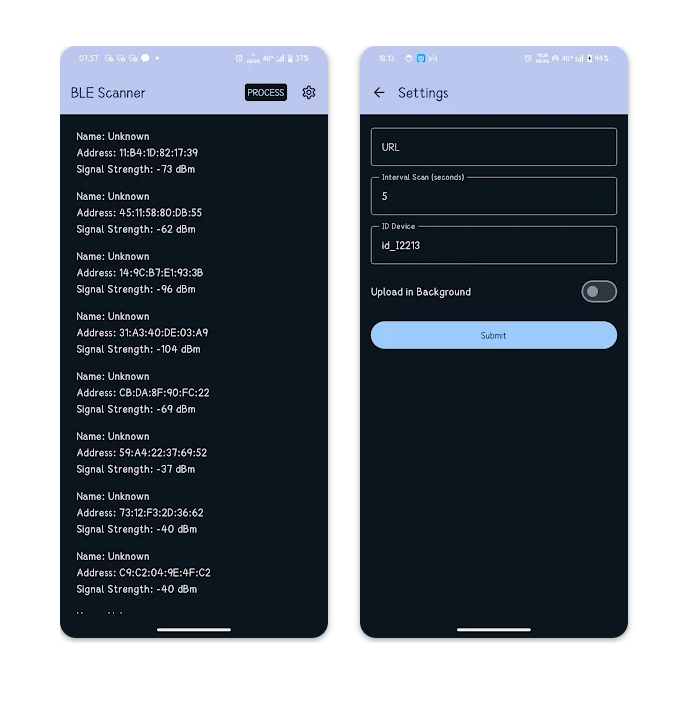 03.57
4G+ 37%
BLE Scanner
PROCESS
Name: Unknown
Address: 11:B4:1D:82:17:39
Signal Strength: -73 dBm
Name: Unknown
Address: 45:11:58:80:DB:55
Signal Strength: -62 dBm
Name: Unknown
Address: 14:9C:B7:E1:93:3B
Signal Strength: -96 dBm
Name: Unknown
Address: 31:A3:40:DE:03:A9
Signal Strength: -104 dBm
Name: Unknown
Address: CB:DA:8F:90:FC:22
Signal Strength: -69 dBm
Name: Unknown
Address: 59:A4:22:37:69:52
Signal Strength: -37 dBm
Name: Unknown
Address: 73:12:F3:2D:36:62
Signal Strength: -40 dBm
Name: Unknown
Address: C9:C2:04:9E:4F:C2
Signal Strength: -40 dBm
18.13
4G+ 94%
Settings
URL
Interval Scan (seconds)
5
ID Device
id_I2213
Upload in Background
Submit